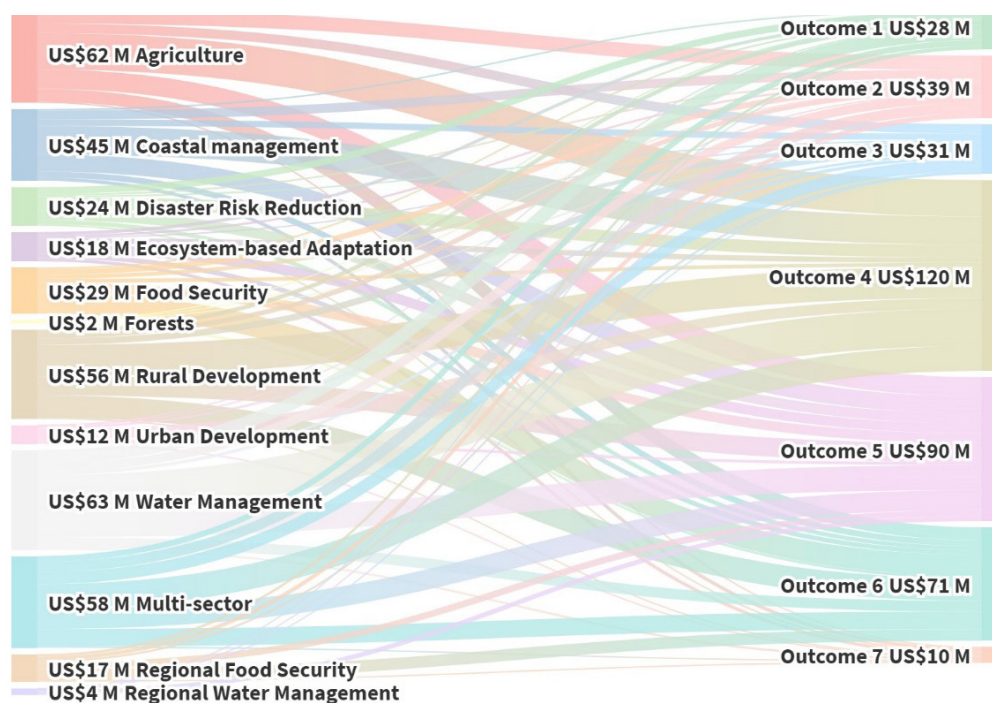 US$62 M Agriculture
US$45 M Coastal management
US$24 M Disaster Risk Reduction
US$18 M Ecosystem-based Adaptation
US$29 M Food Security
US$2 M Forests
US$56 M Rural Development
US$12 M Urban Development
US$63 M Water Management
US$58 M Multi-sector
US$17 M Regional Food Security
US$4 M Regional Water Management
Outcome 1 US$28 M
Outcome 2 US$39 M
Outcome 3 US$31 M
Outcome 4 US$120 M
Outcome 5 US$90 M
Outcome 6 US$71 M
Outcome 7 US$10 M